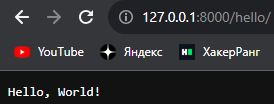 127.0.0.1:8000/hello/
YouTube Яндекс ХакерРанг
Hello, World!